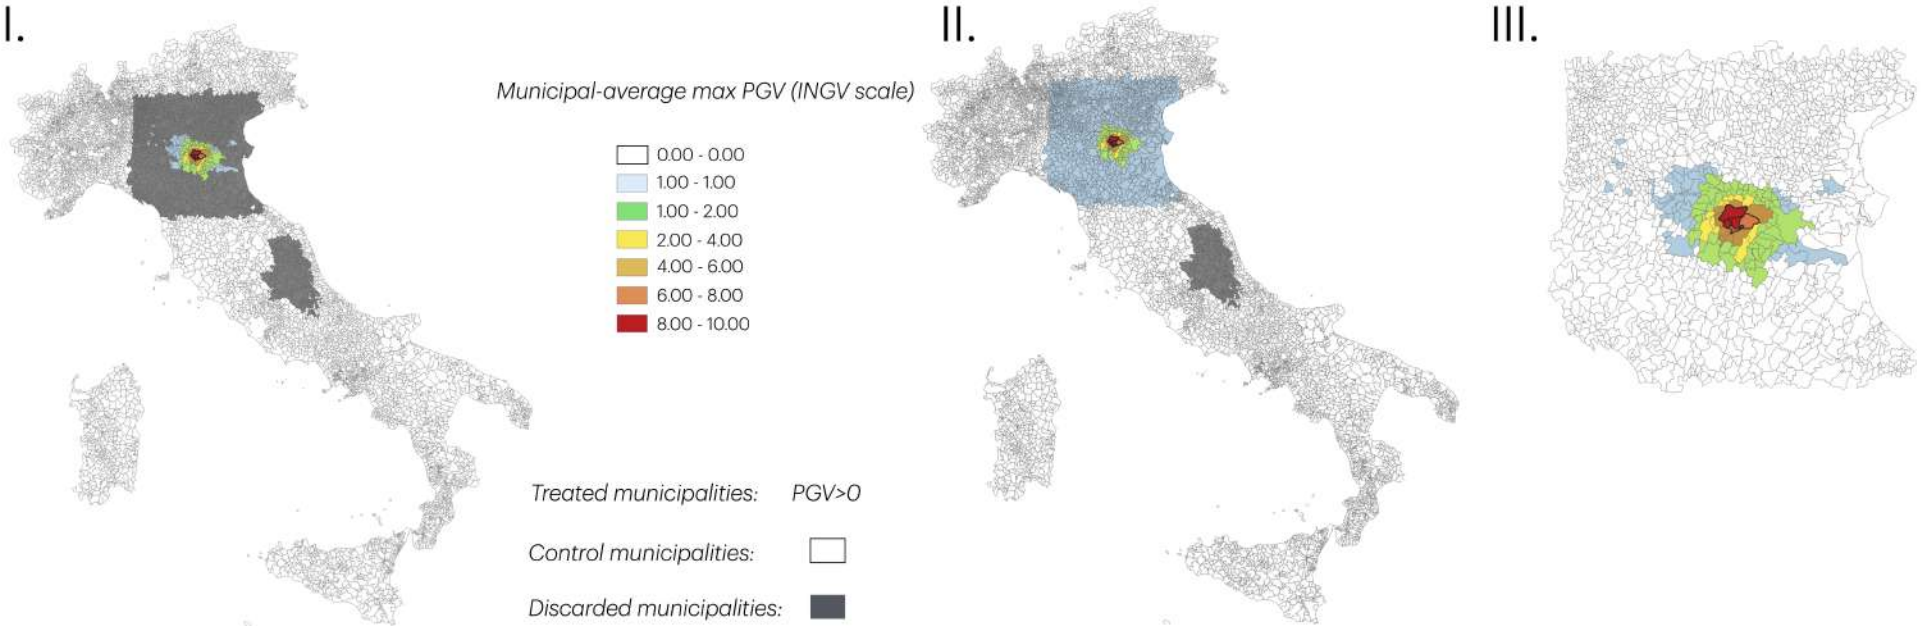 I.
II.
III.
Municipal-average max PGV (INGV scale)
0.00 - 0.00
1.00 - 1.00
1.00 - 2.00
2.00 - 4.00
4.00 - 6.00
6.00 - 8.00
8.00 - 10.00
Treated municipalities: PGV>0
Control municipalities:
Discarded municipalities: